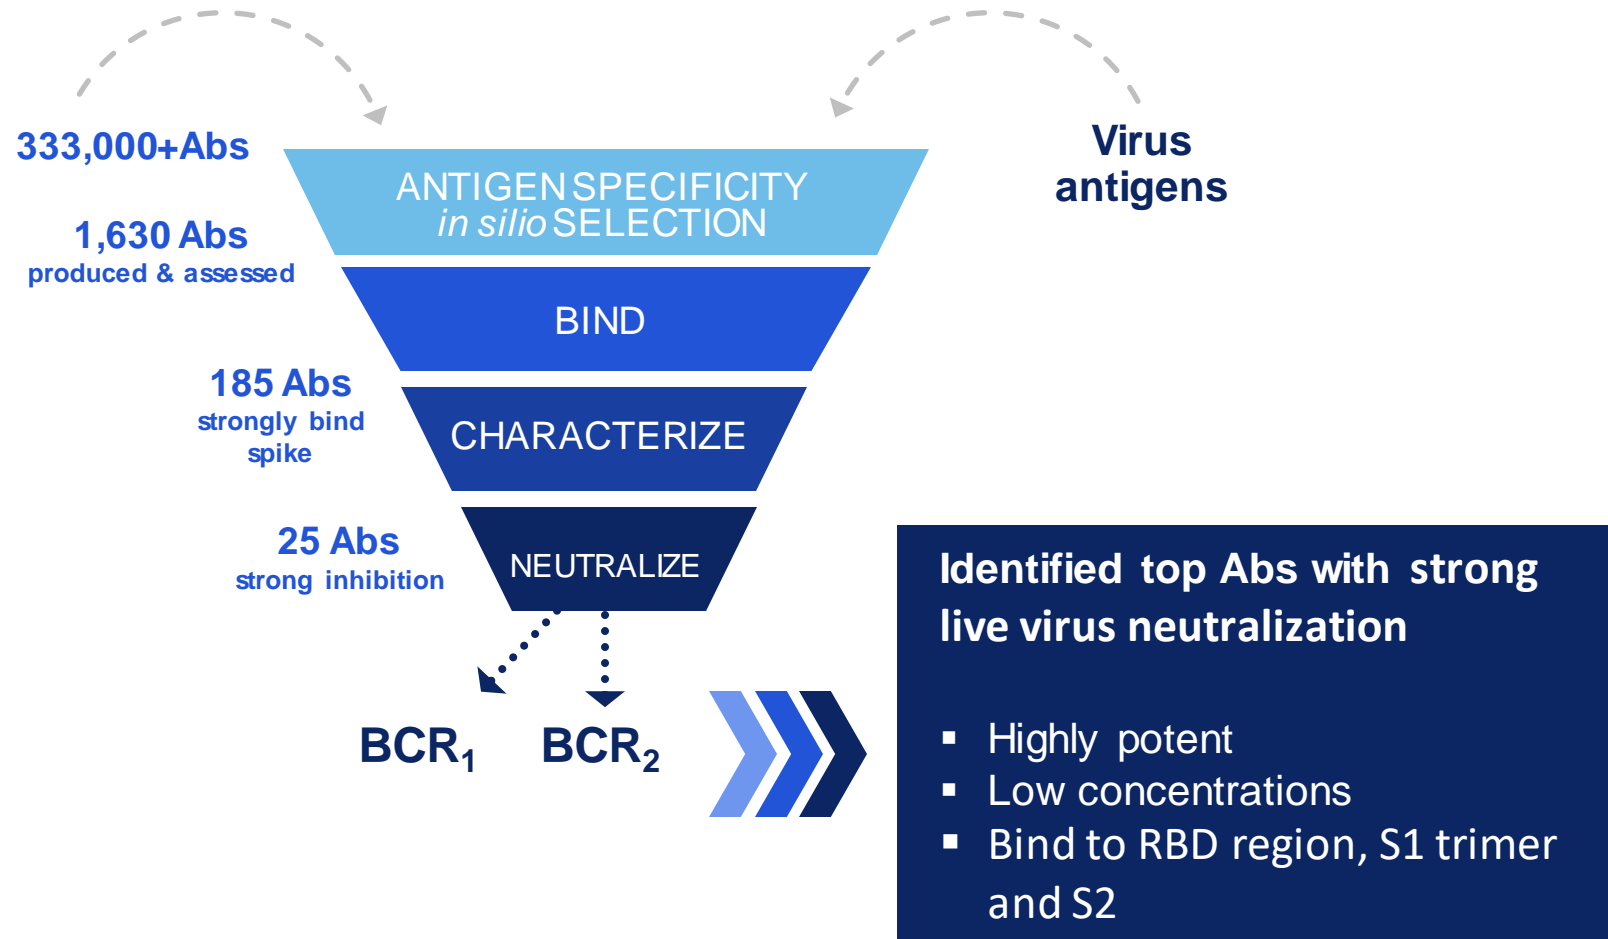 333,000+Abs
Virus
antigens
ANTIGEN SPECIFICITY
in silio SELECTION
1,630 Abs
produced & assessed
BIND
185 Abs
strongly bind
spike
CHARACTERIZE
25 Abs
strong inhibition
NEUTRALIZE
BCR₁ BCR₂
Identified top Abs with strong
live virus neutralization
▪ Highly potent
▪ Low concentrations
▪ Bind to RBD region, S1 trimer
and S2